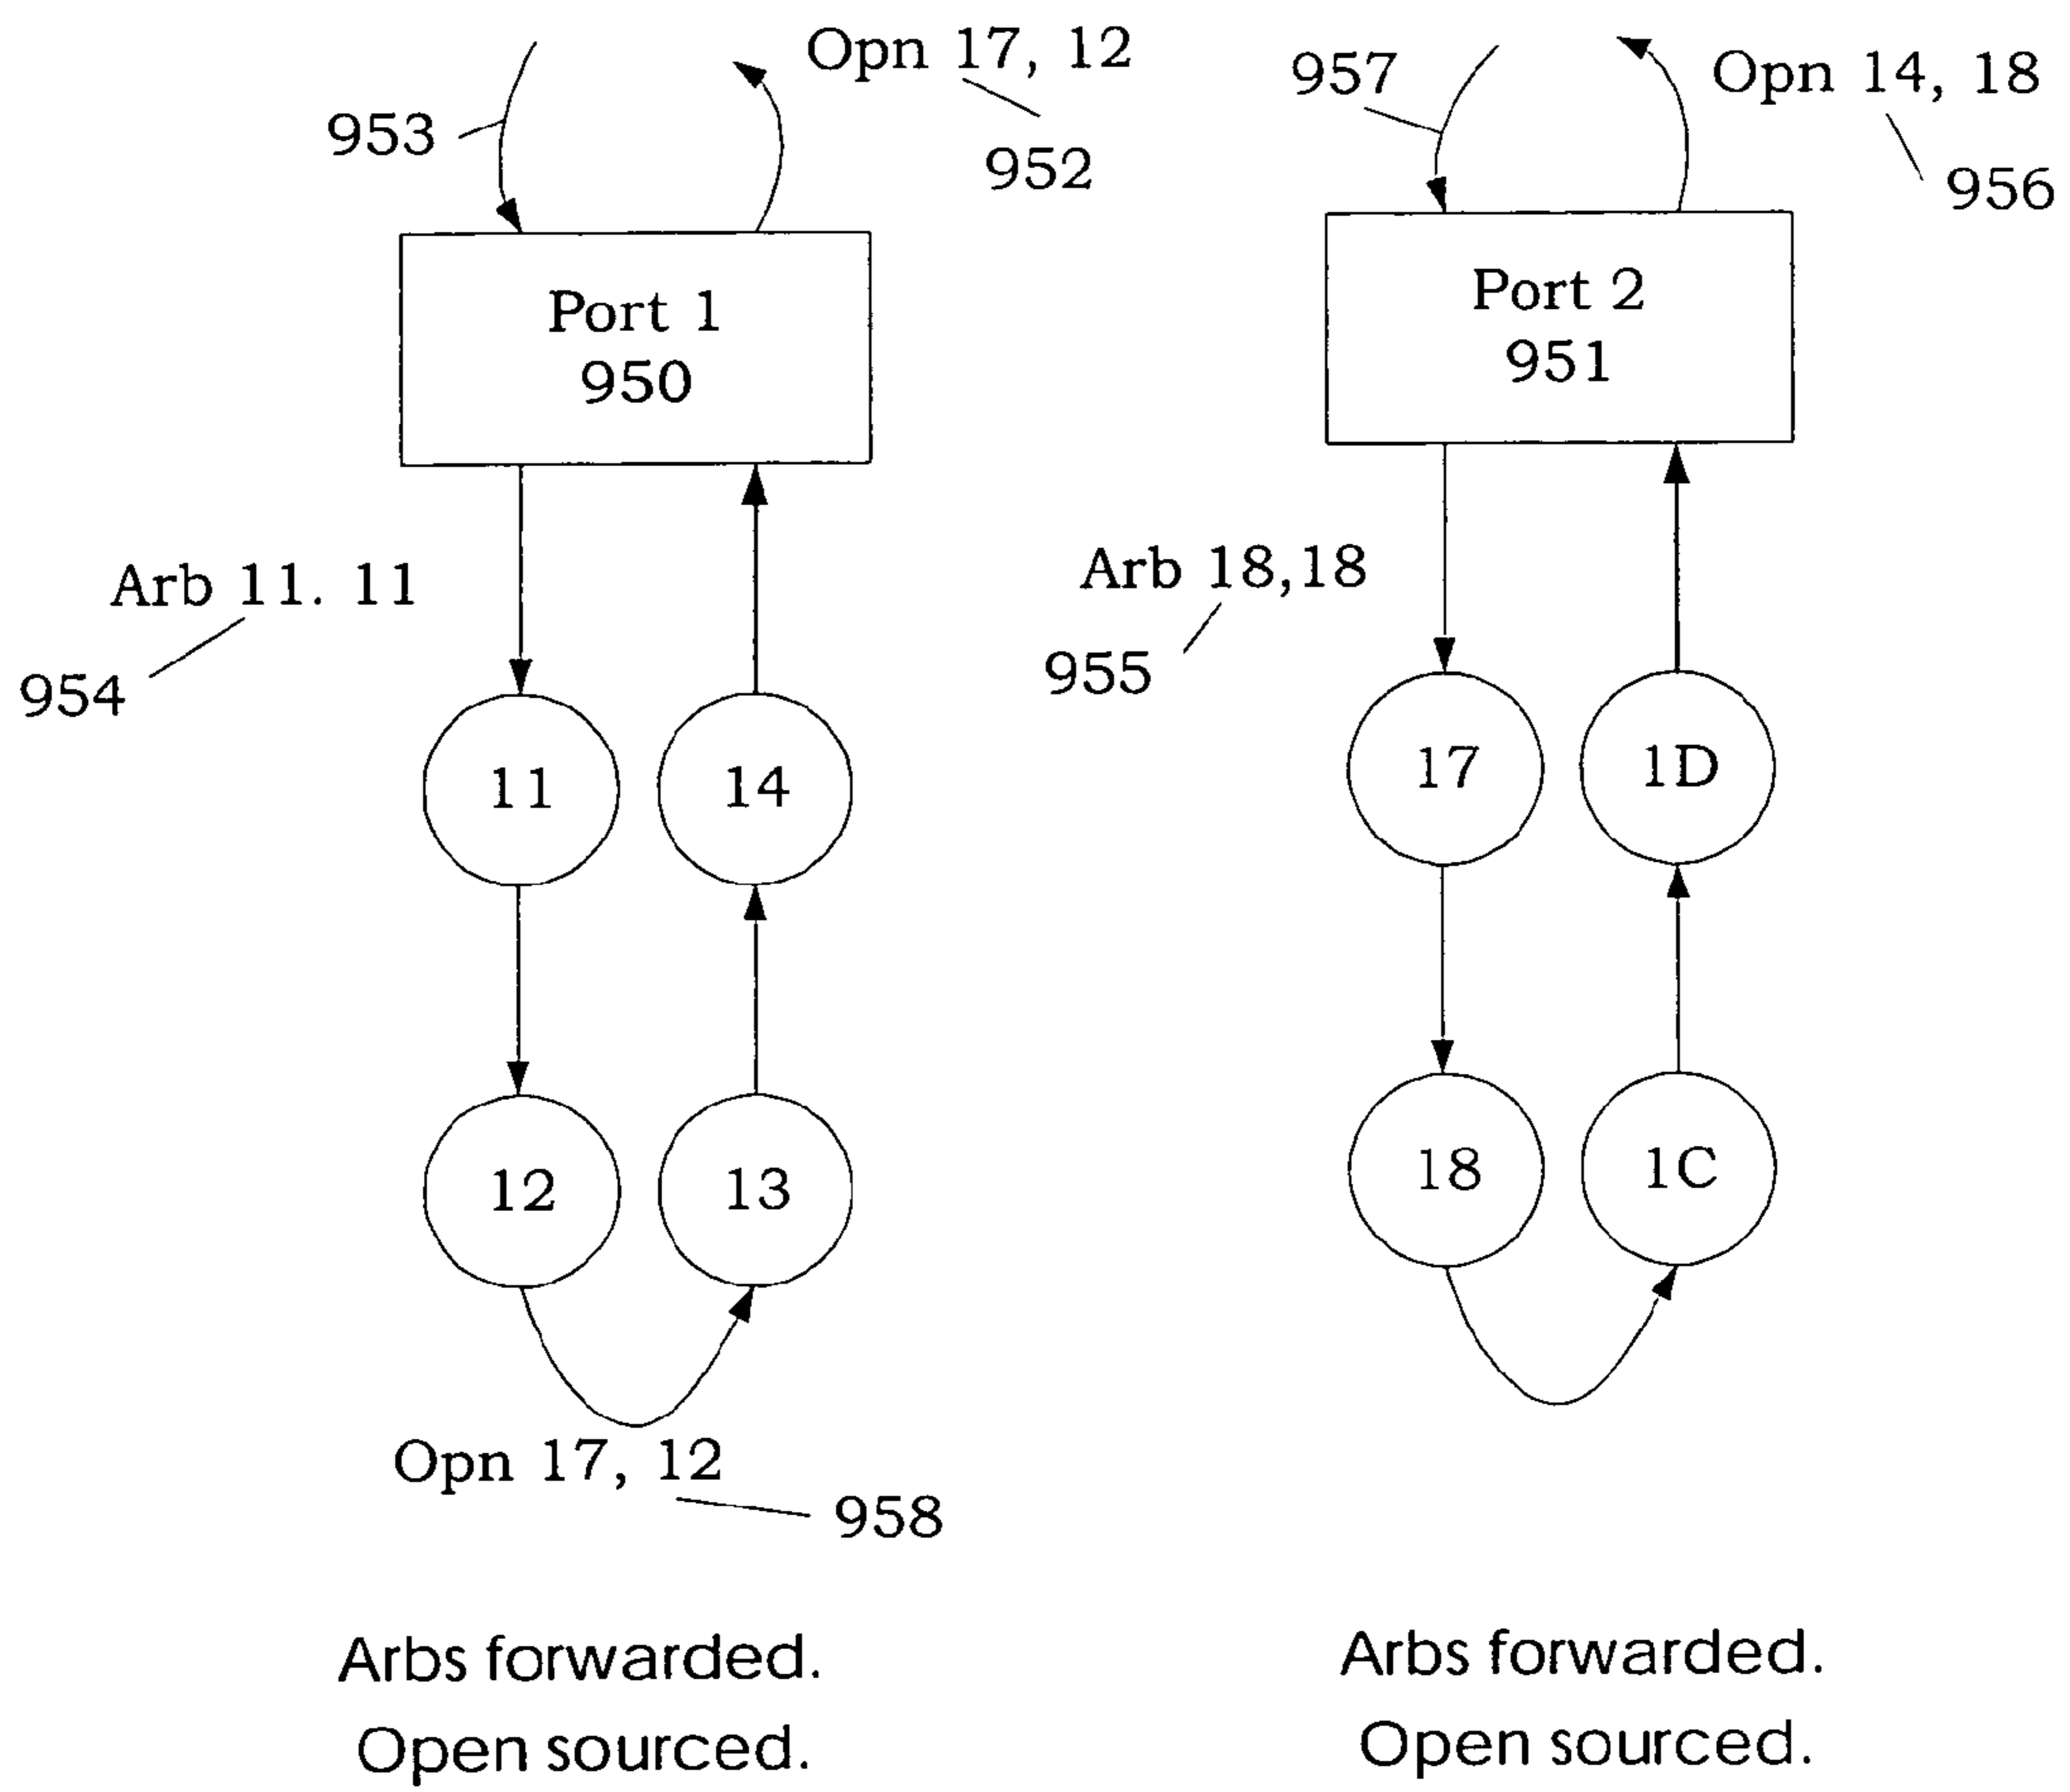 Opn 17, 12
952
953
Port 1
950
Arb 11. 11
954
11
14
12
13
Opn 17, 12
958
Arbs forwarded.
Open sourced.
957
Opn 14, 18
956
Port 2
951
Arb 18,18
955
17
1D
18
1C
Arbs forwarded.
Open sourced.